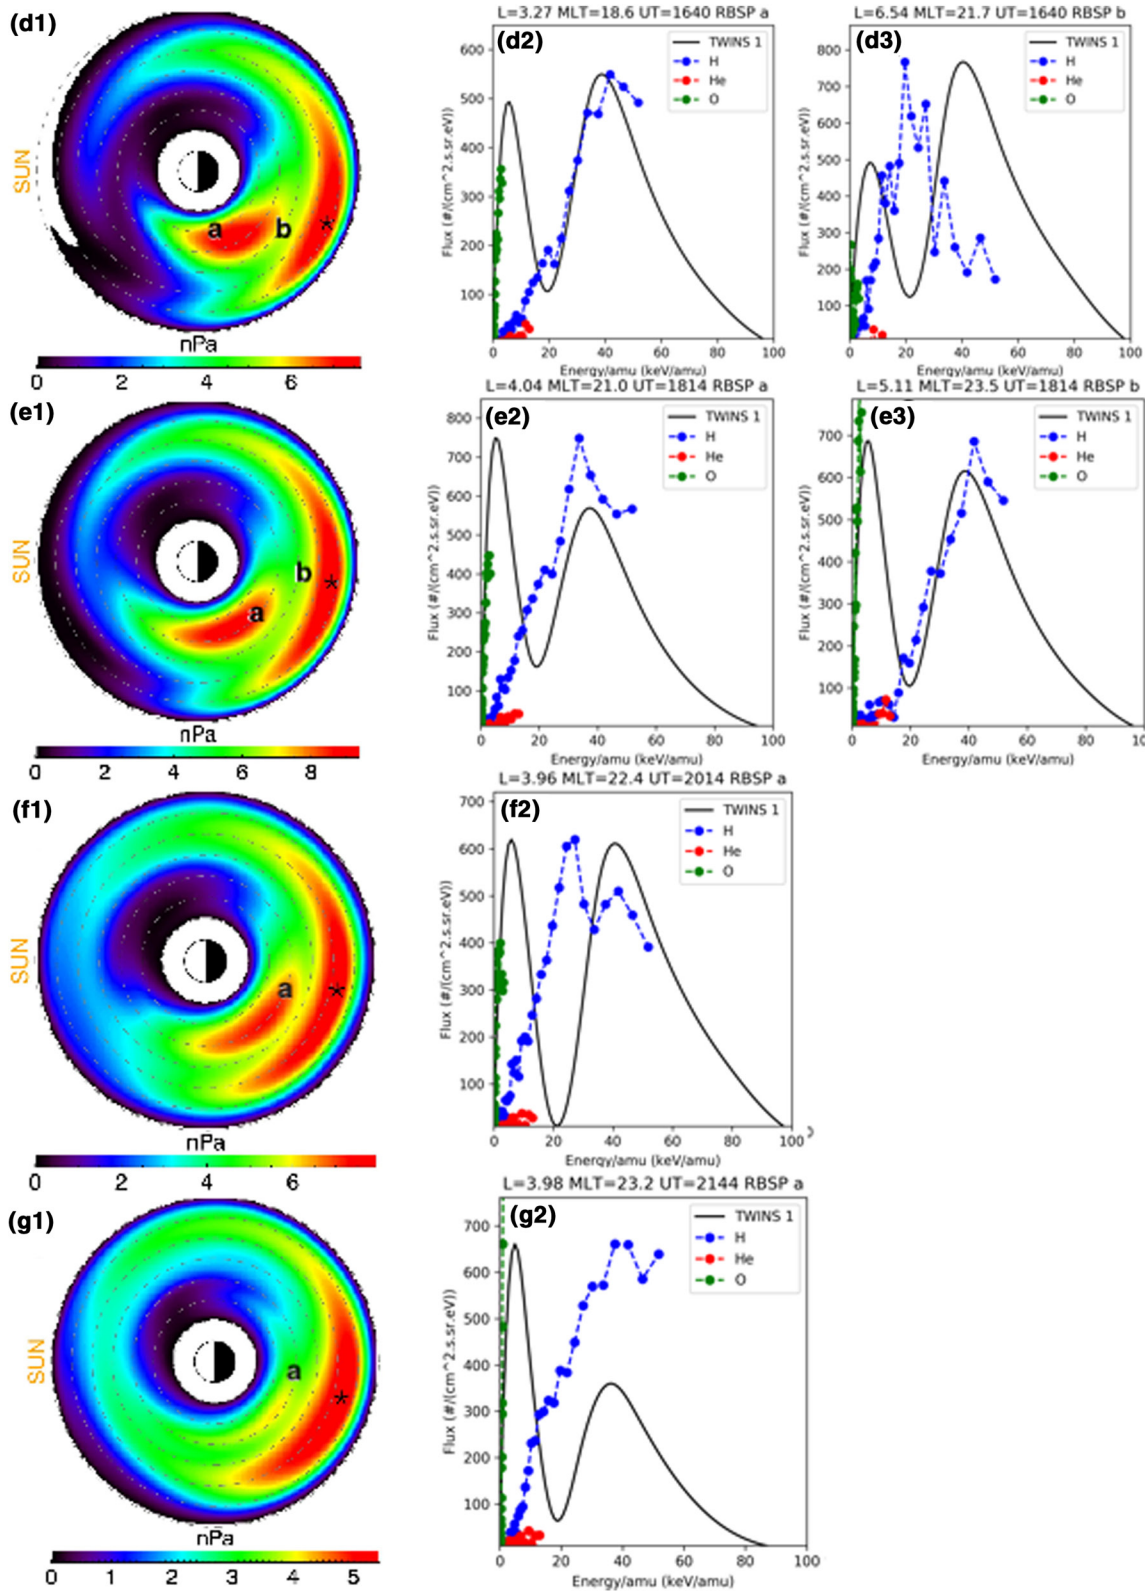 (d1)
SUN
a
b
*
nPa
0 2 4 6
L=3.27 MLT=18.6 UT=1640 RBSP a
(d2)
TWINS 1
H
He
O
Flux (#/(cm^2.s.sr.eV))
600
500
400
300
200
100
0 20 40 60 80 100
Energy/amu (keV/amu)
L=6.54 MLT=21.7 UT=1640 RBSP b
(d3)
TWINS 1
H
He
O
Flux (#/(cm^2.s.sr.eV))
800
700
600
500
400
300
200
100
0 20 40 60 80 100
Energy/amu (keV/amu)
(e1)
SUN
b
*
a
nPa
0 2 4 6 8
L=4.04 MLT=21.0 UT=1814 RBSP a
(e2)
TWINS 1
H
He
O
Flux (#/(cm^2.s.sr.eV))
800
700
600
500
400
300
200
100
0 20 40 60 80 100
Energy/amu (keV/amu)
L=5.11 MLT=23.5 UT=1814 RBSP b
(e3)
TWINS 1
H
He
O
Flux (#/(cm^2.s.sr.eV))
700
600
500
400
300
200
100
0 20 40 60 80 100
Energy/amu (keV/amu)
(f1)
SUN
a
*
nPa
0 2 4 6
L=3.96 MLT=22.4 UT=2014 RBSP a
(f2)
TWINS 1
H
He
O
Flux (#/(cm^2.s.sr.eV))
700
600
500
400
300
200
100
0 20 40 60 80 100
Energy/amu (keV/amu)
(g1)
SUN
a
*
nPa
0 1 2 3 4 5
L=3.98 MLT=23.2 UT=2144 RBSP a
(g2)
TWINS 1
H
He
O
Flux (#/(cm^2.s.sr.eV))
700
600
500
400
300
200
100
0 20 40 60 80 100
Energy/amu (keV/amu)